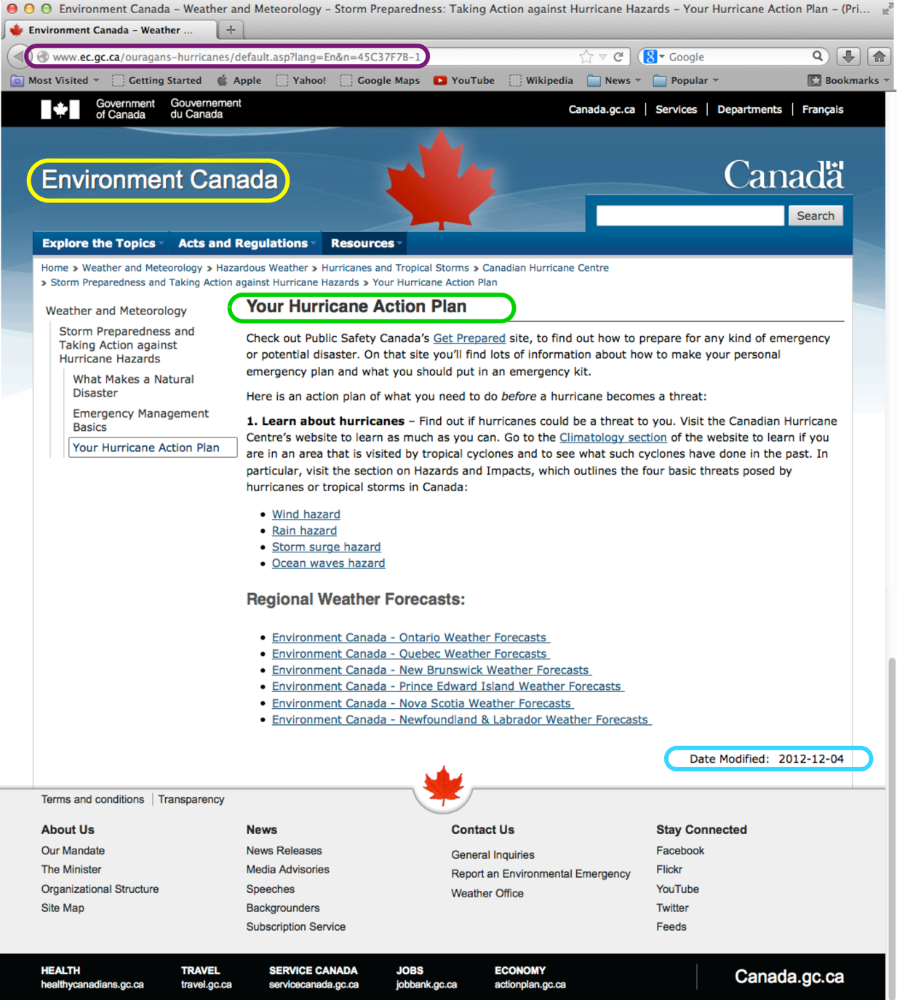 Environment Canada – Weather and Meteorology – Storm Preparedness: Taking Action against Hurricane Hazards – Your Hurricane Action Plan – (Pri...
Environment Canada – Weather ...
www.ec.gc.ca/ouragans-hurricanes/default.asp?lang=En&n=45C37F7B-1
Google
Most Visited Getting Started Apple Yahoo! Google Maps YouTube Wikipedia News Popular Bookmarks
Government of Canada
Gouvernement du Canada
Canada.gc.ca | Services | Departments | Français
Environment Canada
Canada
Search
Explore the Topics Acts and Regulations Resources
Home » Weather and Meteorology » Hazardous Weather » Hurricanes and Tropical Storms » Canadian Hurricane Centre
» Storm Preparedness and Taking Action against Hurricane Hazards » Your Hurricane Action Plan
Weather and Meteorology
Storm Preparedness and
Taking Action against
Hurricane Hazards
What Makes a Natural
Disaster
Emergency Management
Basics
Your Hurricane Action Plan
Your Hurricane Action Plan
Check out Public Safety Canada's Get Prepared site, to find out how to prepare for any kind of emergency
or potential disaster. On that site you'll find lots of information about how to make your personal
emergency plan and what you should put in an emergency kit.
Here is an action plan of what you need to do before a hurricane becomes a threat:
1. Learn about hurricanes – Find out if hurricanes could be a threat to you. Visit the Canadian Hurricane
Centre's website to learn as much as you can. Go to the Climatology section of the website to learn if you
are in an area that is visited by tropical cyclones and to see what such cyclones have done in the past. In
particular, visit the section on Hazards and Impacts, which outlines the four basic threats posed by
hurricanes or tropical storms in Canada:
• Wind hazard
• Rain hazard
• Storm surge hazard
• Ocean waves hazard
Regional Weather Forecasts:
• Environment Canada - Ontario Weather Forecasts
• Environment Canada - Quebec Weather Forecasts
• Environment Canada - New Brunswick Weather Forecasts
• Environment Canada - Prince Edward Island Weather Forecasts
• Environment Canada - Nova Scotia Weather Forecasts
• Environment Canada - Newfoundland & Labrador Weather Forecasts
Date Modified: 2012-12-04
Terms and conditions | Transparency
About Us
Our Mandate
The Minister
Organizational Structure
Site Map
News
News Releases
Media Advisories
Speeches
Backgrounders
Subscription Service
Contact Us
General Inquiries
Report an Environmental Emergency
Weather Office
Stay Connected
Facebook
Flickr
YouTube
Twitter
Feeds
HEALTH
healthycanadians.gc.ca
TRAVEL
travel.gc.ca
SERVICE CANADA
servicecanada.gc.ca
JOBS
jobbank.gc.ca
ECONOMY
actionplan.gc.ca
Canada.gc.ca